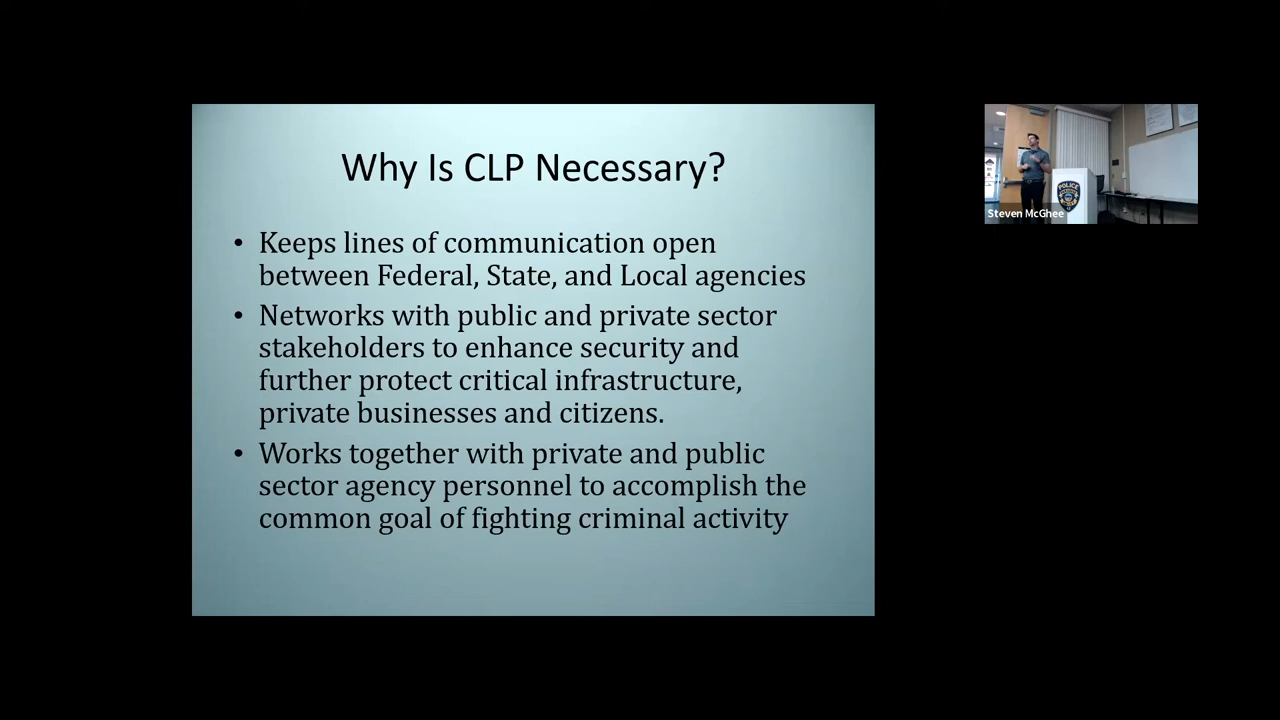 Why Is CLP Necessary?
• Keeps lines of communication open
between Federal, State, and Local agencies
• Networks with public and private sector
stakeholders to enhance security and
further protect critical infrastructure,
private businesses and citizens.
• Works together with private and public
sector agency personnel to accomplish the
common goal of fighting criminal activity
POLICE
Steven McGhee